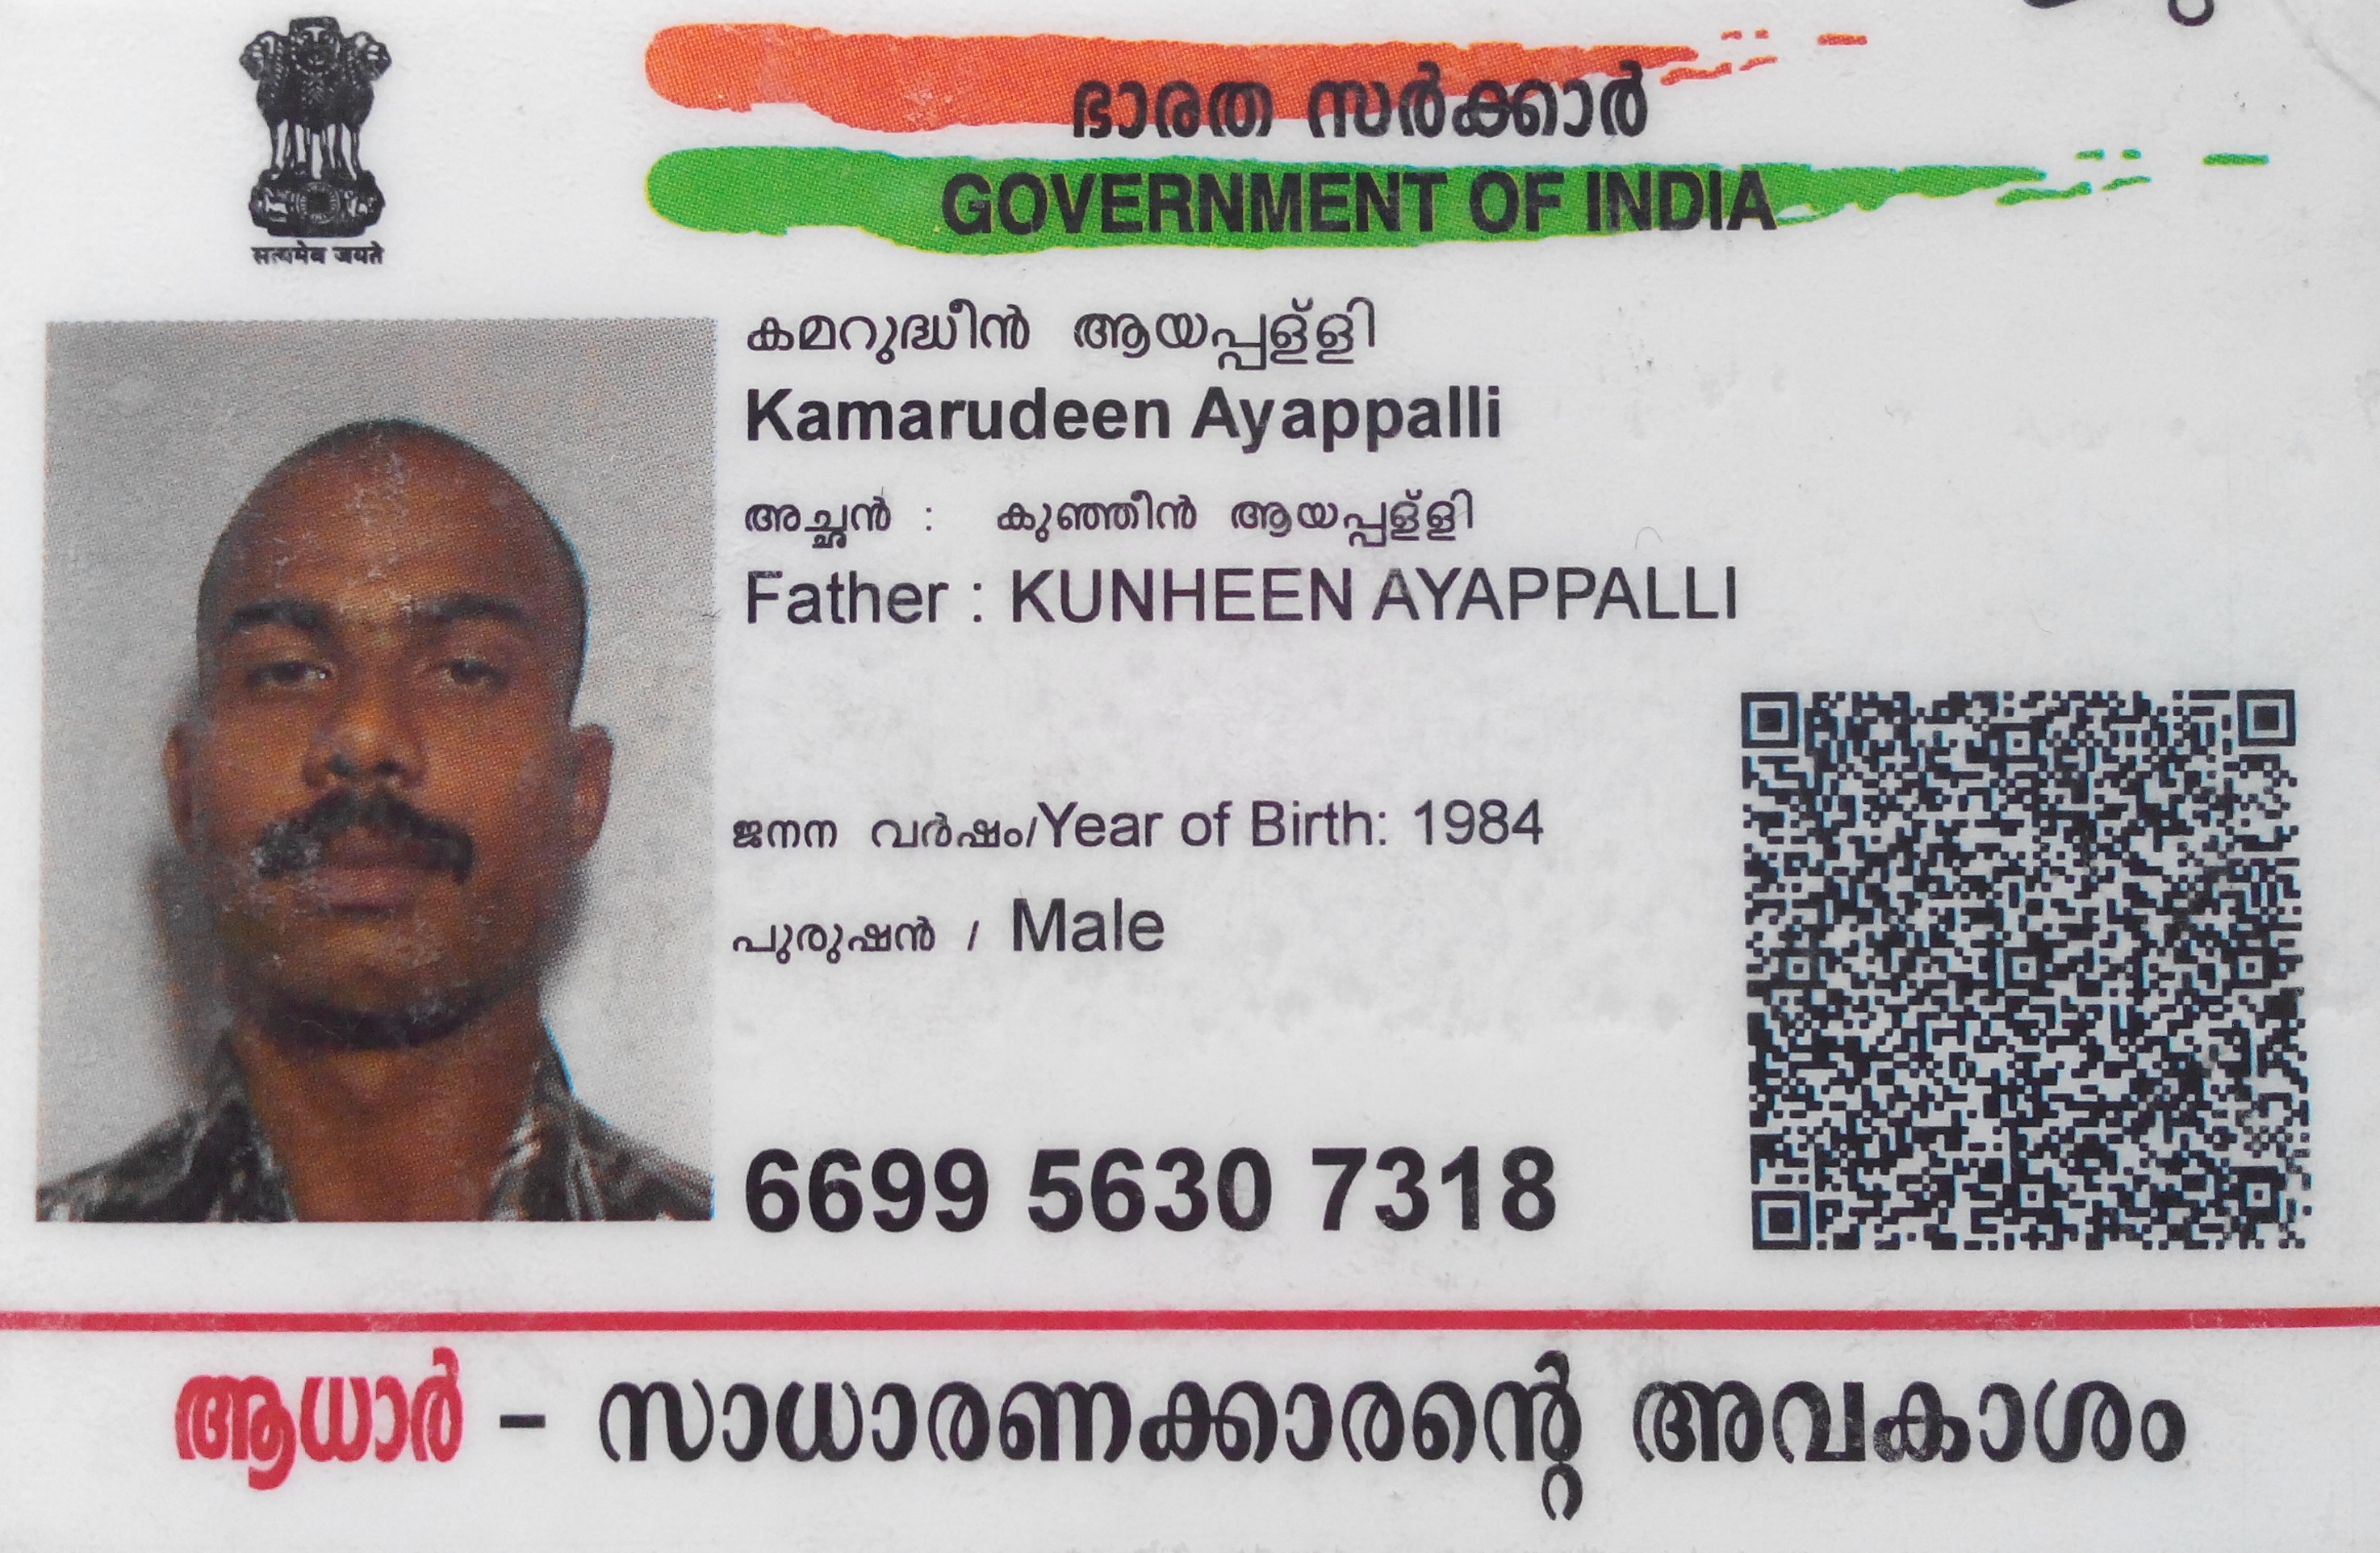 सत्यमेव जयते
ഭാരത സർക്കാർ
GOVERNMENT OF INDIA
കമറുദ്ധീൻ ആയപ്പള്ളി
Kamarudeen Ayappalli
അച്ഛൻ : കുഞ്ഞീൻ ആയപ്പള്ളി
Father : KUNHEEN AYAPPALLI
ജനന വർഷം/Year of Birth: 1984
പുരുഷൻ / Male
6699 5630 7318
ആധാർ - സാധാരണക്കാരന്റെ അവകാശം